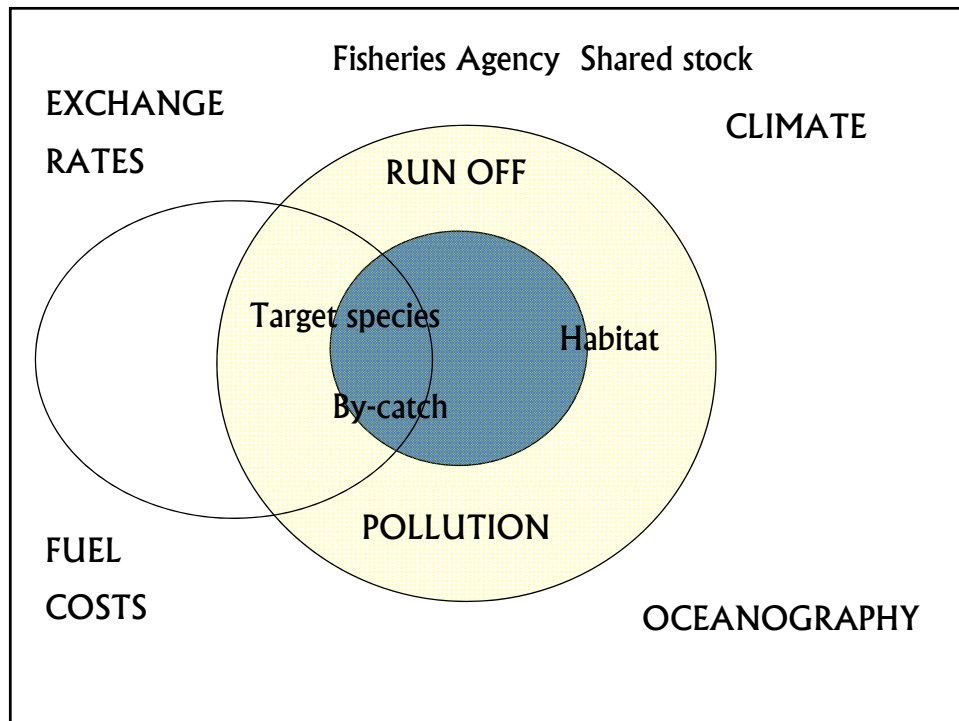 Fisheries Agency Shared stock
EXCHANGE
RATES
CLIMATE
RUN OFF
Target species
Habitat
By-catch
POLLUTION
FUEL
COSTS
OCEANOGRAPHY